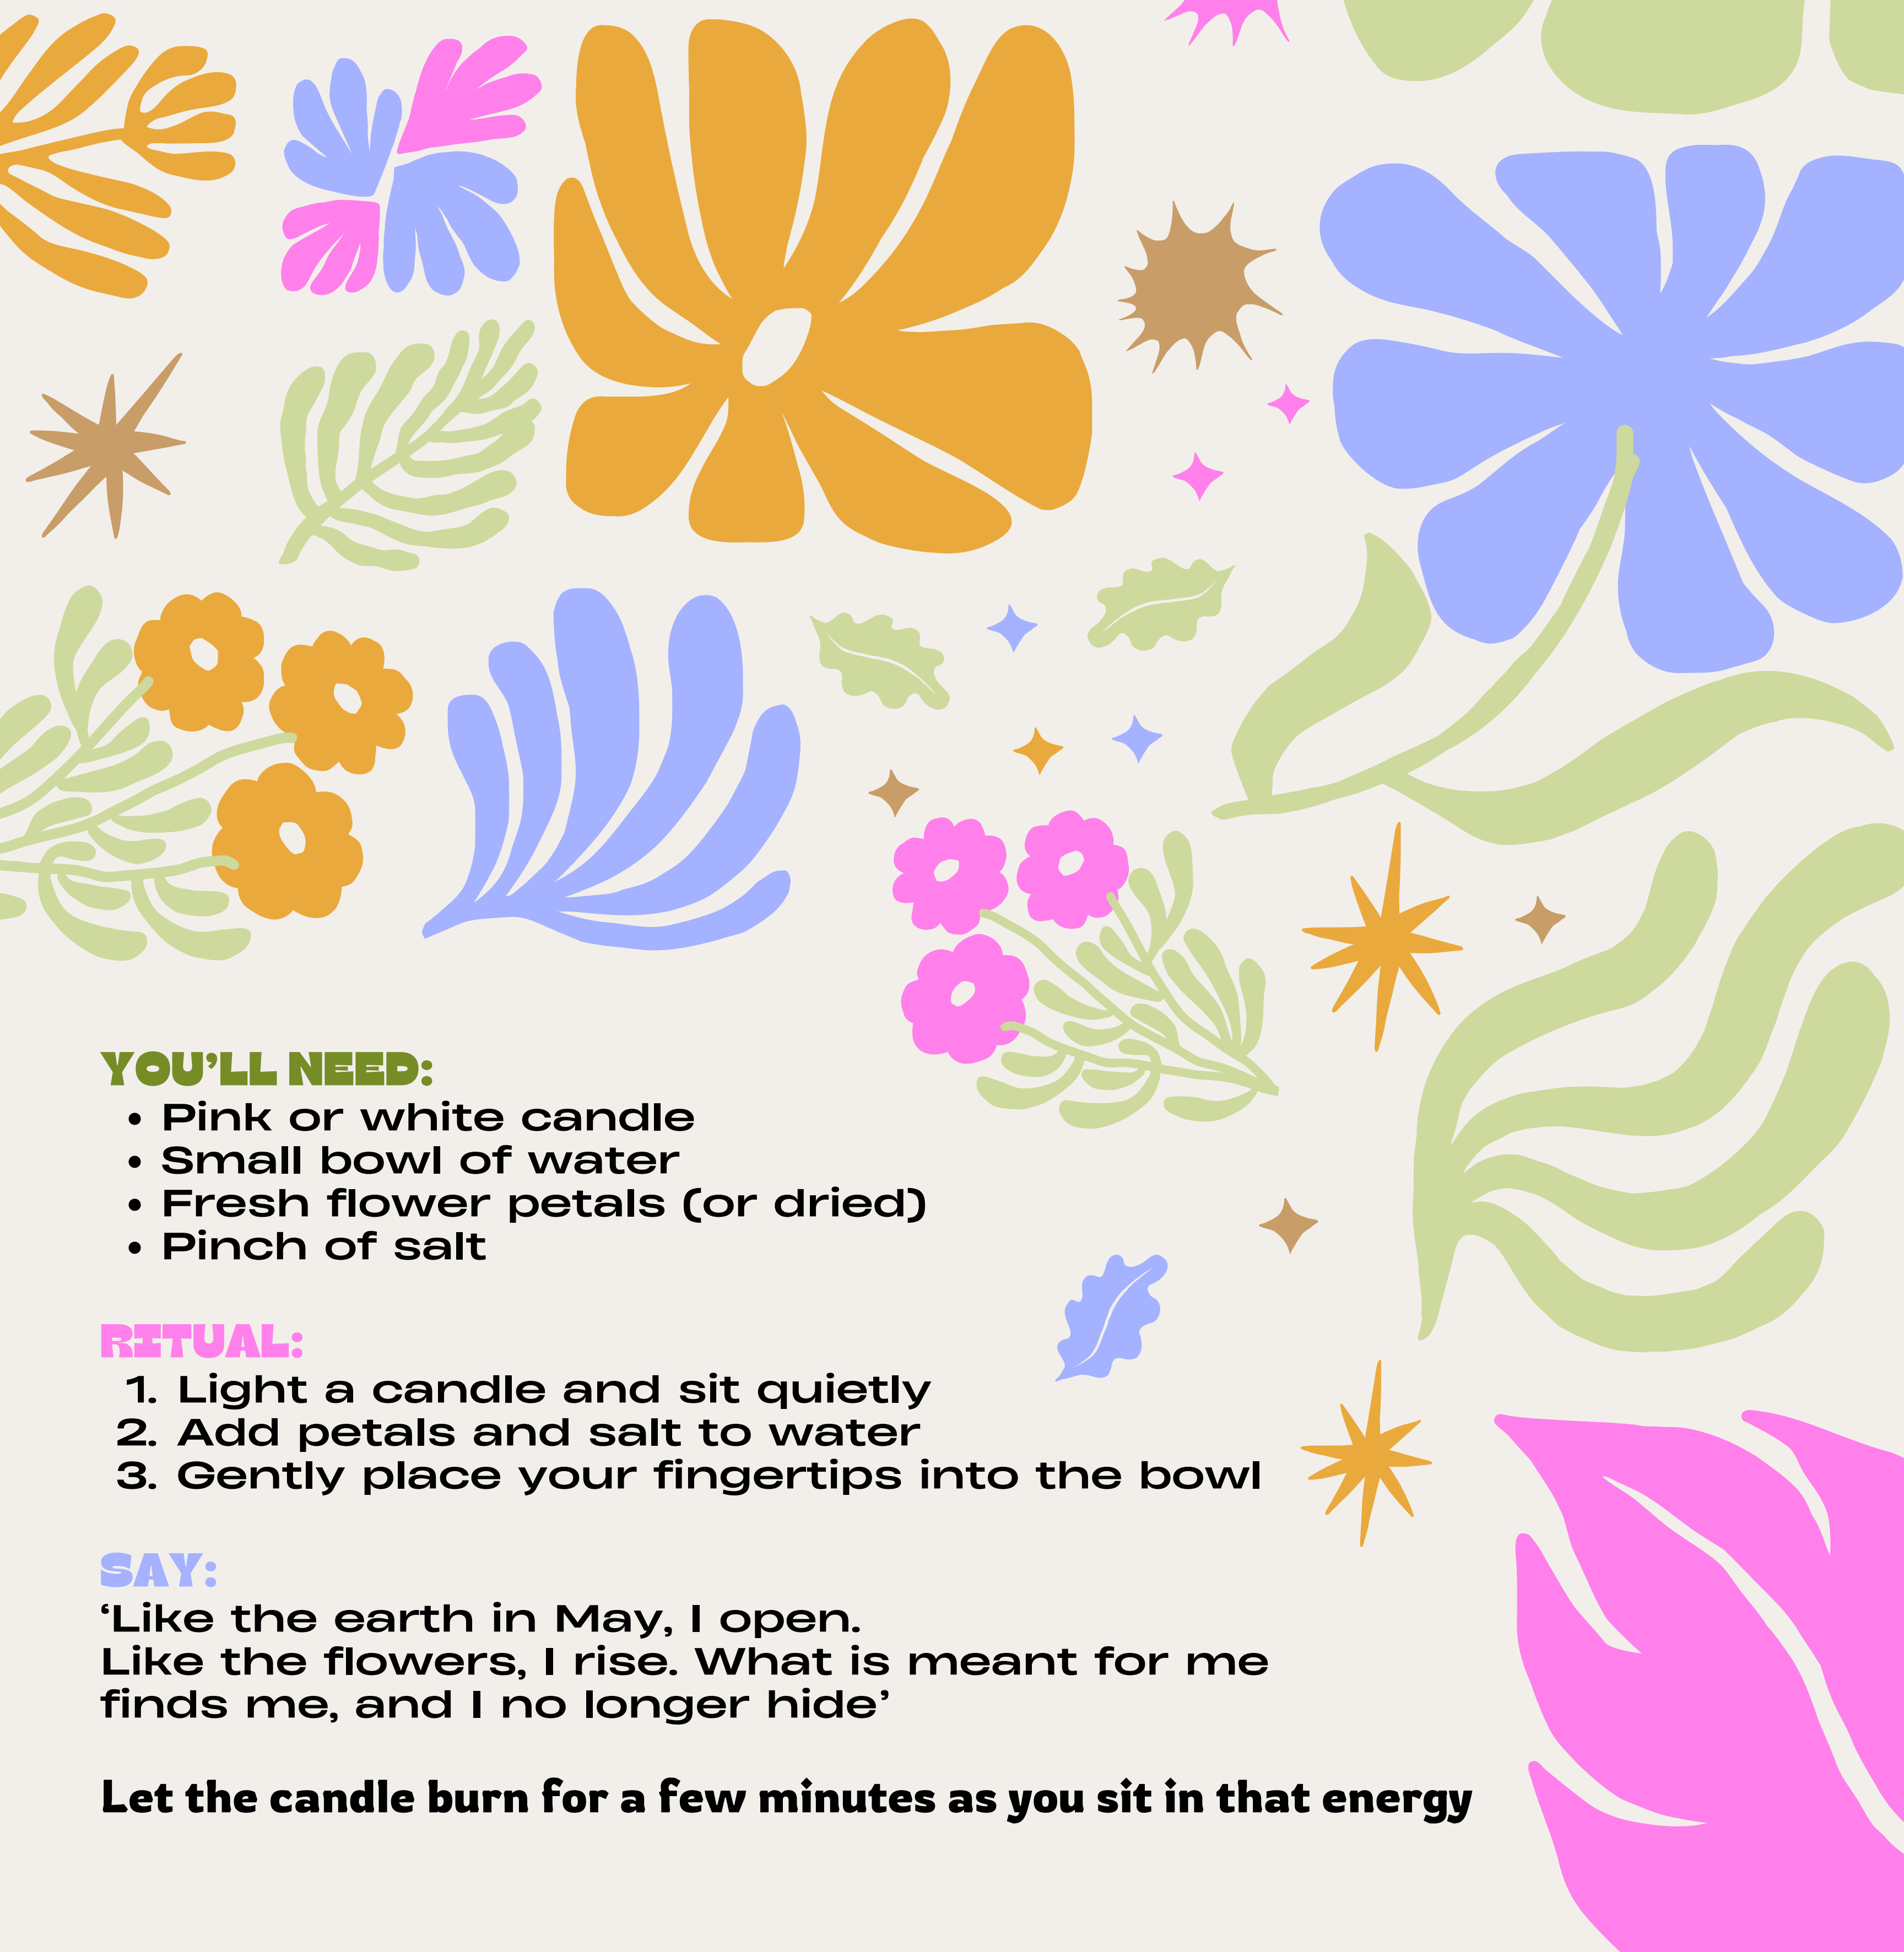 YOU'LL NEED:
• Pink or white candle
• Small bowl of water
• Fresh flower petals (or dried)
• Pinch of salt
RITUAL:
1. Light a candle and sit quietly
2. Add petals and salt to water
3. Gently place your fingertips into the bowl
SAY:
‘Like the earth in May, I open.
Like the flowers, I rise. What is meant for me
finds me, and I no longer hide’
Let the candle burn for a few minutes as you sit in that energy